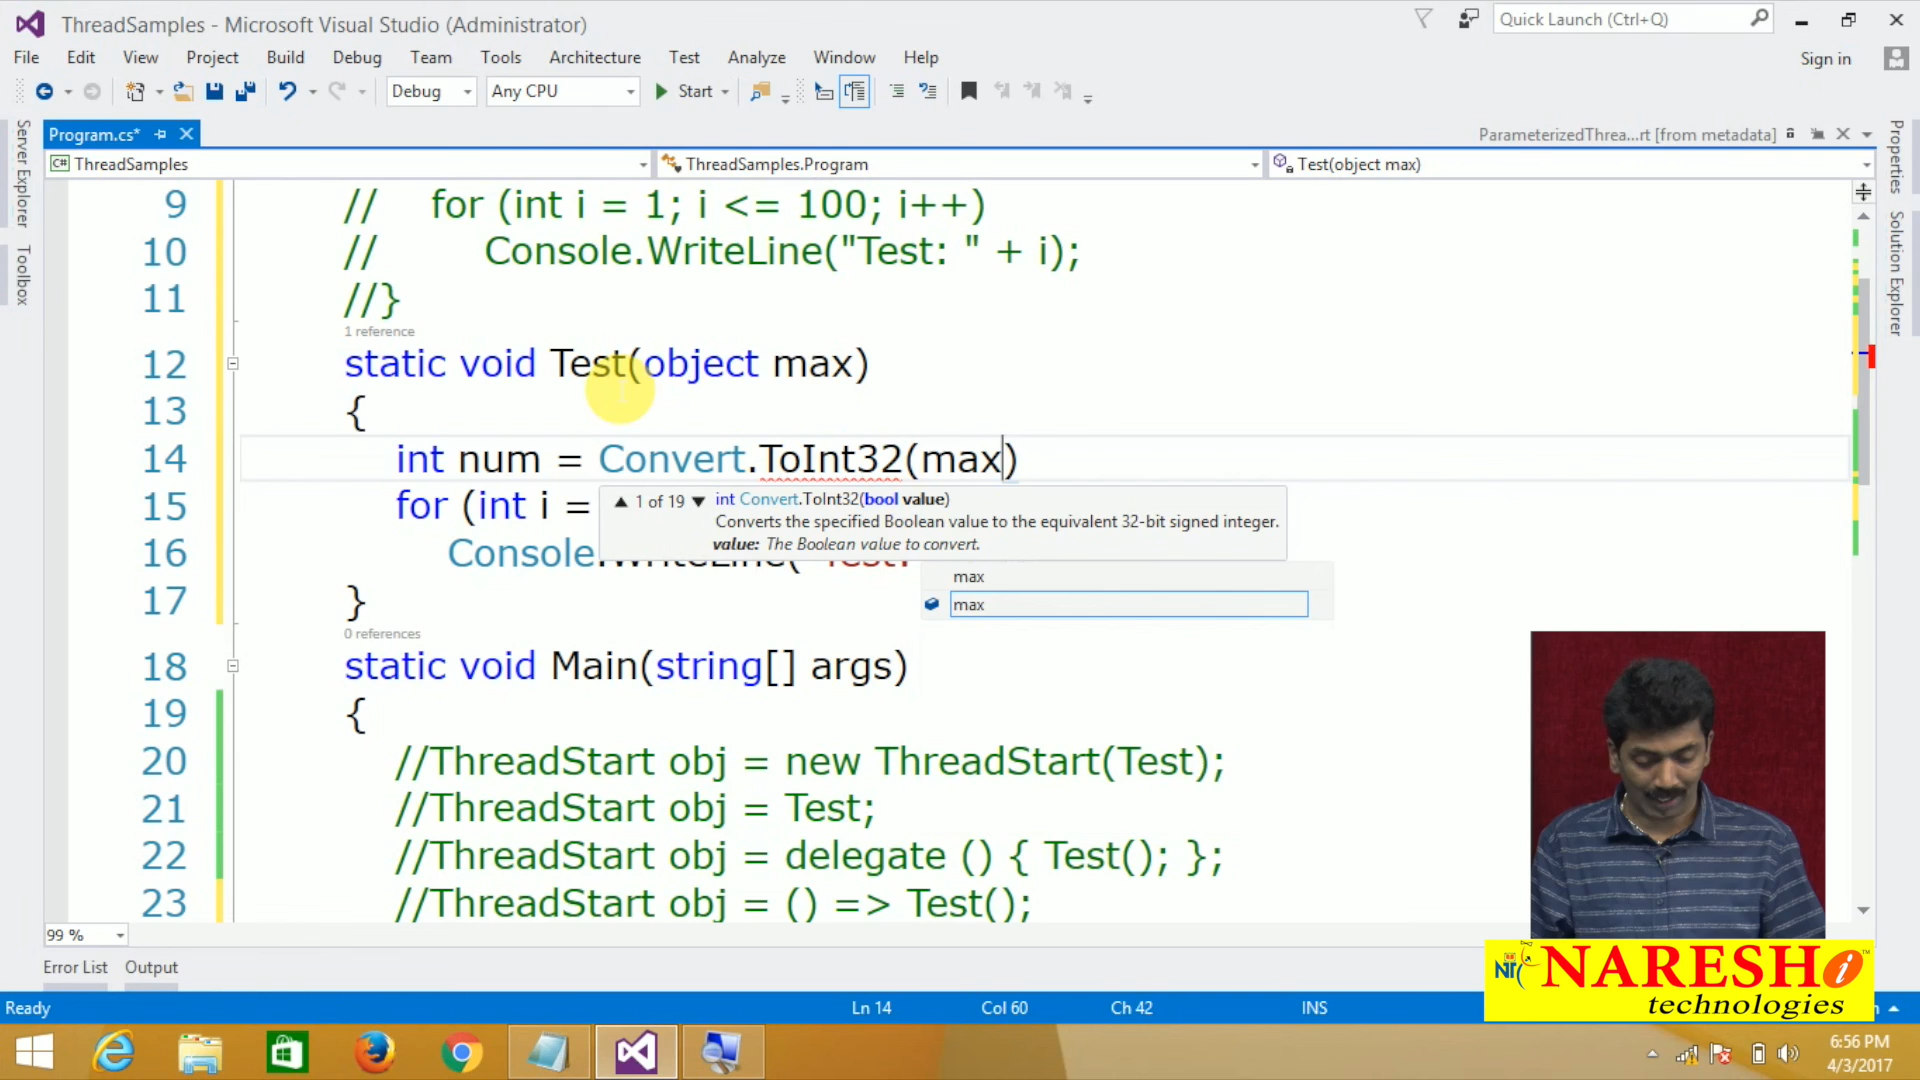 ThreadSamples - Microsoft Visual Studio (Administrator)
Quick Launch (Ctrl+Q)
File Edit View Project Build Debug Team Tools Architecture Test Analyze Window Help
Sign in
Debug Any CPU Start
Server Explorer
Toolbox
Properties
Solution Explorer
Program.cs*
ParameterizedThrea...rt [from metadata]
C# ThreadSamples
ThreadSamples.Program
Test(object max)
9 // for (int i = 1; i <= 100; i++)
10 // Console.WriteLine("Test: " + i);
11 //}
1 reference
12 static void Test(object max)
13 {
14 int num = Convert.ToInt32(max)
15 for (int i =
1 of 19 int Convert.ToInt32(bool value)
Converts the specified Boolean value to the equivalent 32-bit signed integer.
value: The Boolean value to convert.
16 Console.WriteLine("Test:
max
max
17 }
0 references
18 static void Main(string[] args)
19 {
20 //ThreadStart obj = new ThreadStart(Test);
21 //ThreadStart obj = Test;
22 //ThreadStart obj = delegate () { Test(); };
23 //ThreadStart obj = () => Test();
99 %
Error List Output
Ready
Ln 14 Col 60 Ch 42 INS
NARESH i
technologies
6:56 PM
4/3/2017